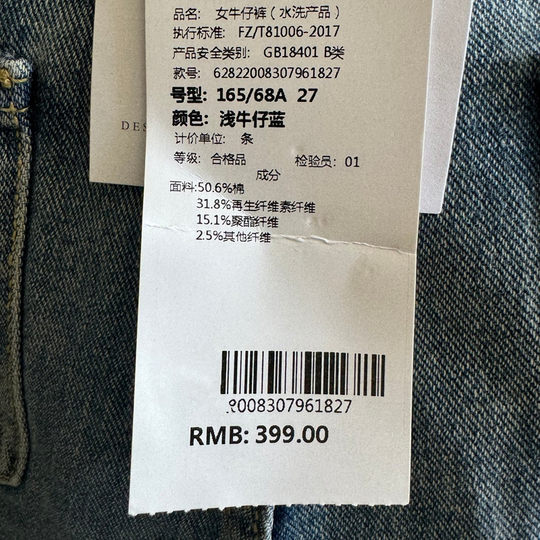 品名: 女牛仔裤（水洗产品）
执行标准: FZ/T81006-2017
产品安全类别: GB18401 B类
款号: 62822008307961827
号型: 165/68A 27
颜色: 浅牛仔蓝
计价单位: 条
等级: 合格品 检验员: 01
成分
面料:50.6%棉
31.8%再生纤维素纤维
15.1%聚酯纤维
2.5%其他纤维
2008307961827
RMB: 399.00